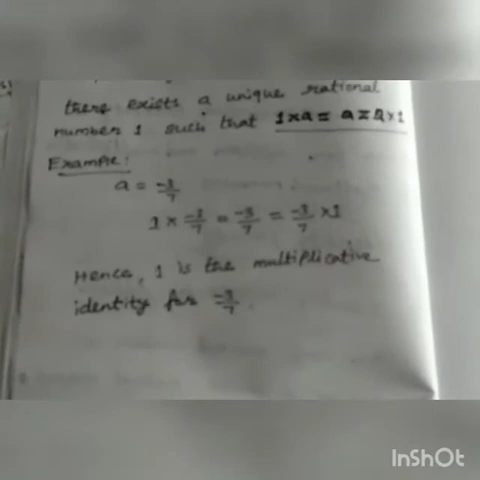 there exists a unique rational
number 1 such that 1×a = a = a×1
Example:
a = -3/7
1 × -3/7 = -3/7 = -3/7 ×1
Hence, 1 is the multiplicative
identity for -3/7.
InShOt